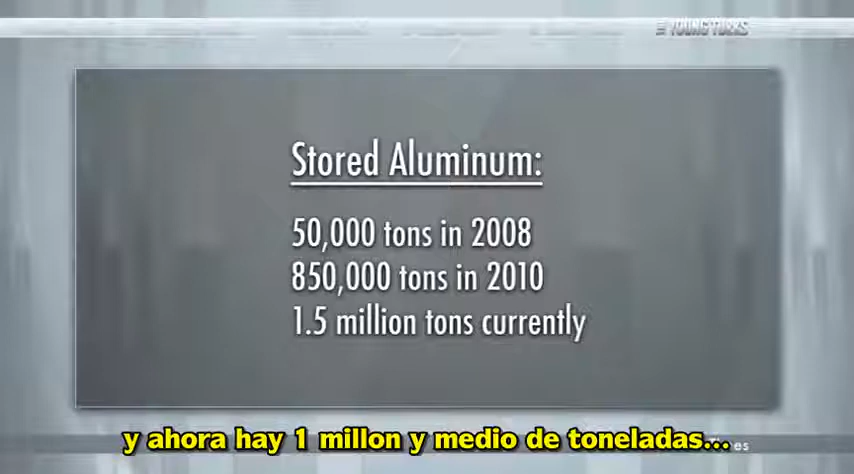 THE YOUNG TURKS
Stored Aluminum:
50,000 tons in 2008
850,000 tons in 2010
1.5 million tons currently
y ahora hay 1 millon y medio de toneladas...